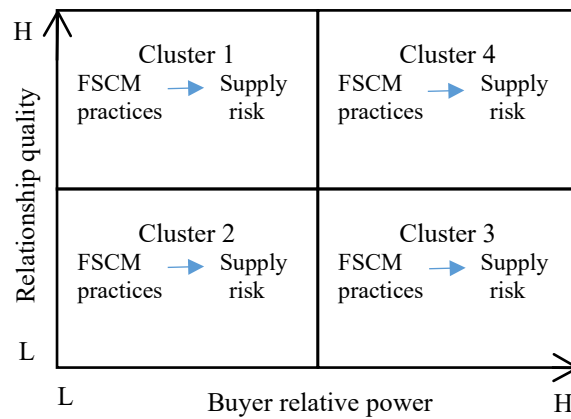 H
Relationship quality
Cluster 1
FSCM practices
Supply risk
Cluster 4
FSCM practices
Supply risk
Cluster 2
FSCM practices
Supply risk
Cluster 3
FSCM practices
Supply risk
L
L
Buyer relative power
H